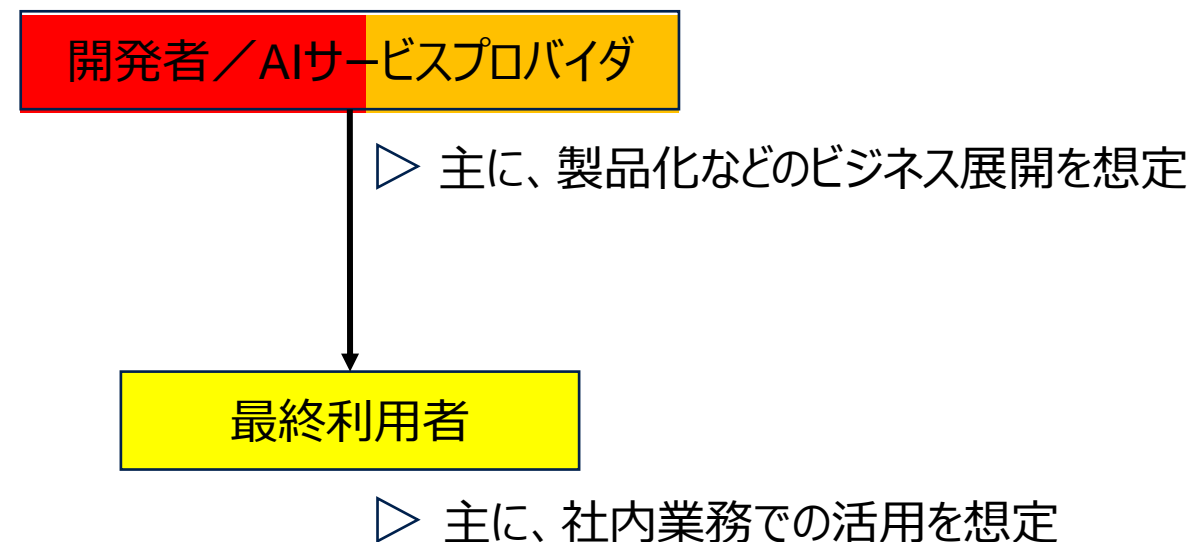 開発者／AIサービスプロバイダ
▷ 主に、製品化などのビジネス展開を想定
最終利用者
▷ 主に、社内業務での活用を想定